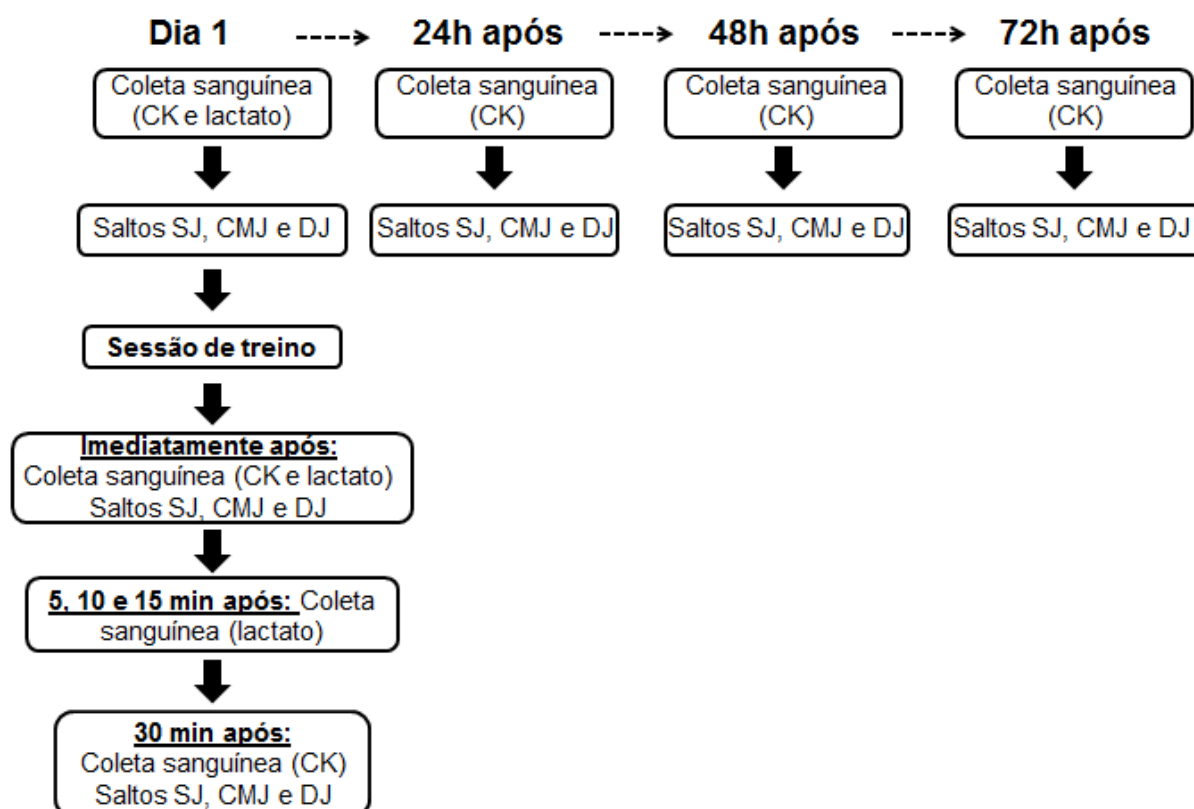 Dia 1
24h após
48h após
72h após
Coleta sanguínea
(CK e lactato)
Coleta sanguínea
(CK)
Coleta sanguínea
(CK)
Coleta sanguínea
(CK)
Saltos SJ, CMJ e DJ
Saltos SJ, CMJ e DJ
Saltos SJ, CMJ e DJ
Saltos SJ, CMJ e DJ
Sessão de treino
Imediatamente após:
Coleta sanguínea (CK e lactato)
Saltos SJ, CMJ e DJ
5, 10 e 15 min após: Coleta
sanguínea (lactato)
30 min após:
Coleta sanguínea (CK)
Saltos SJ, CMJ e DJ